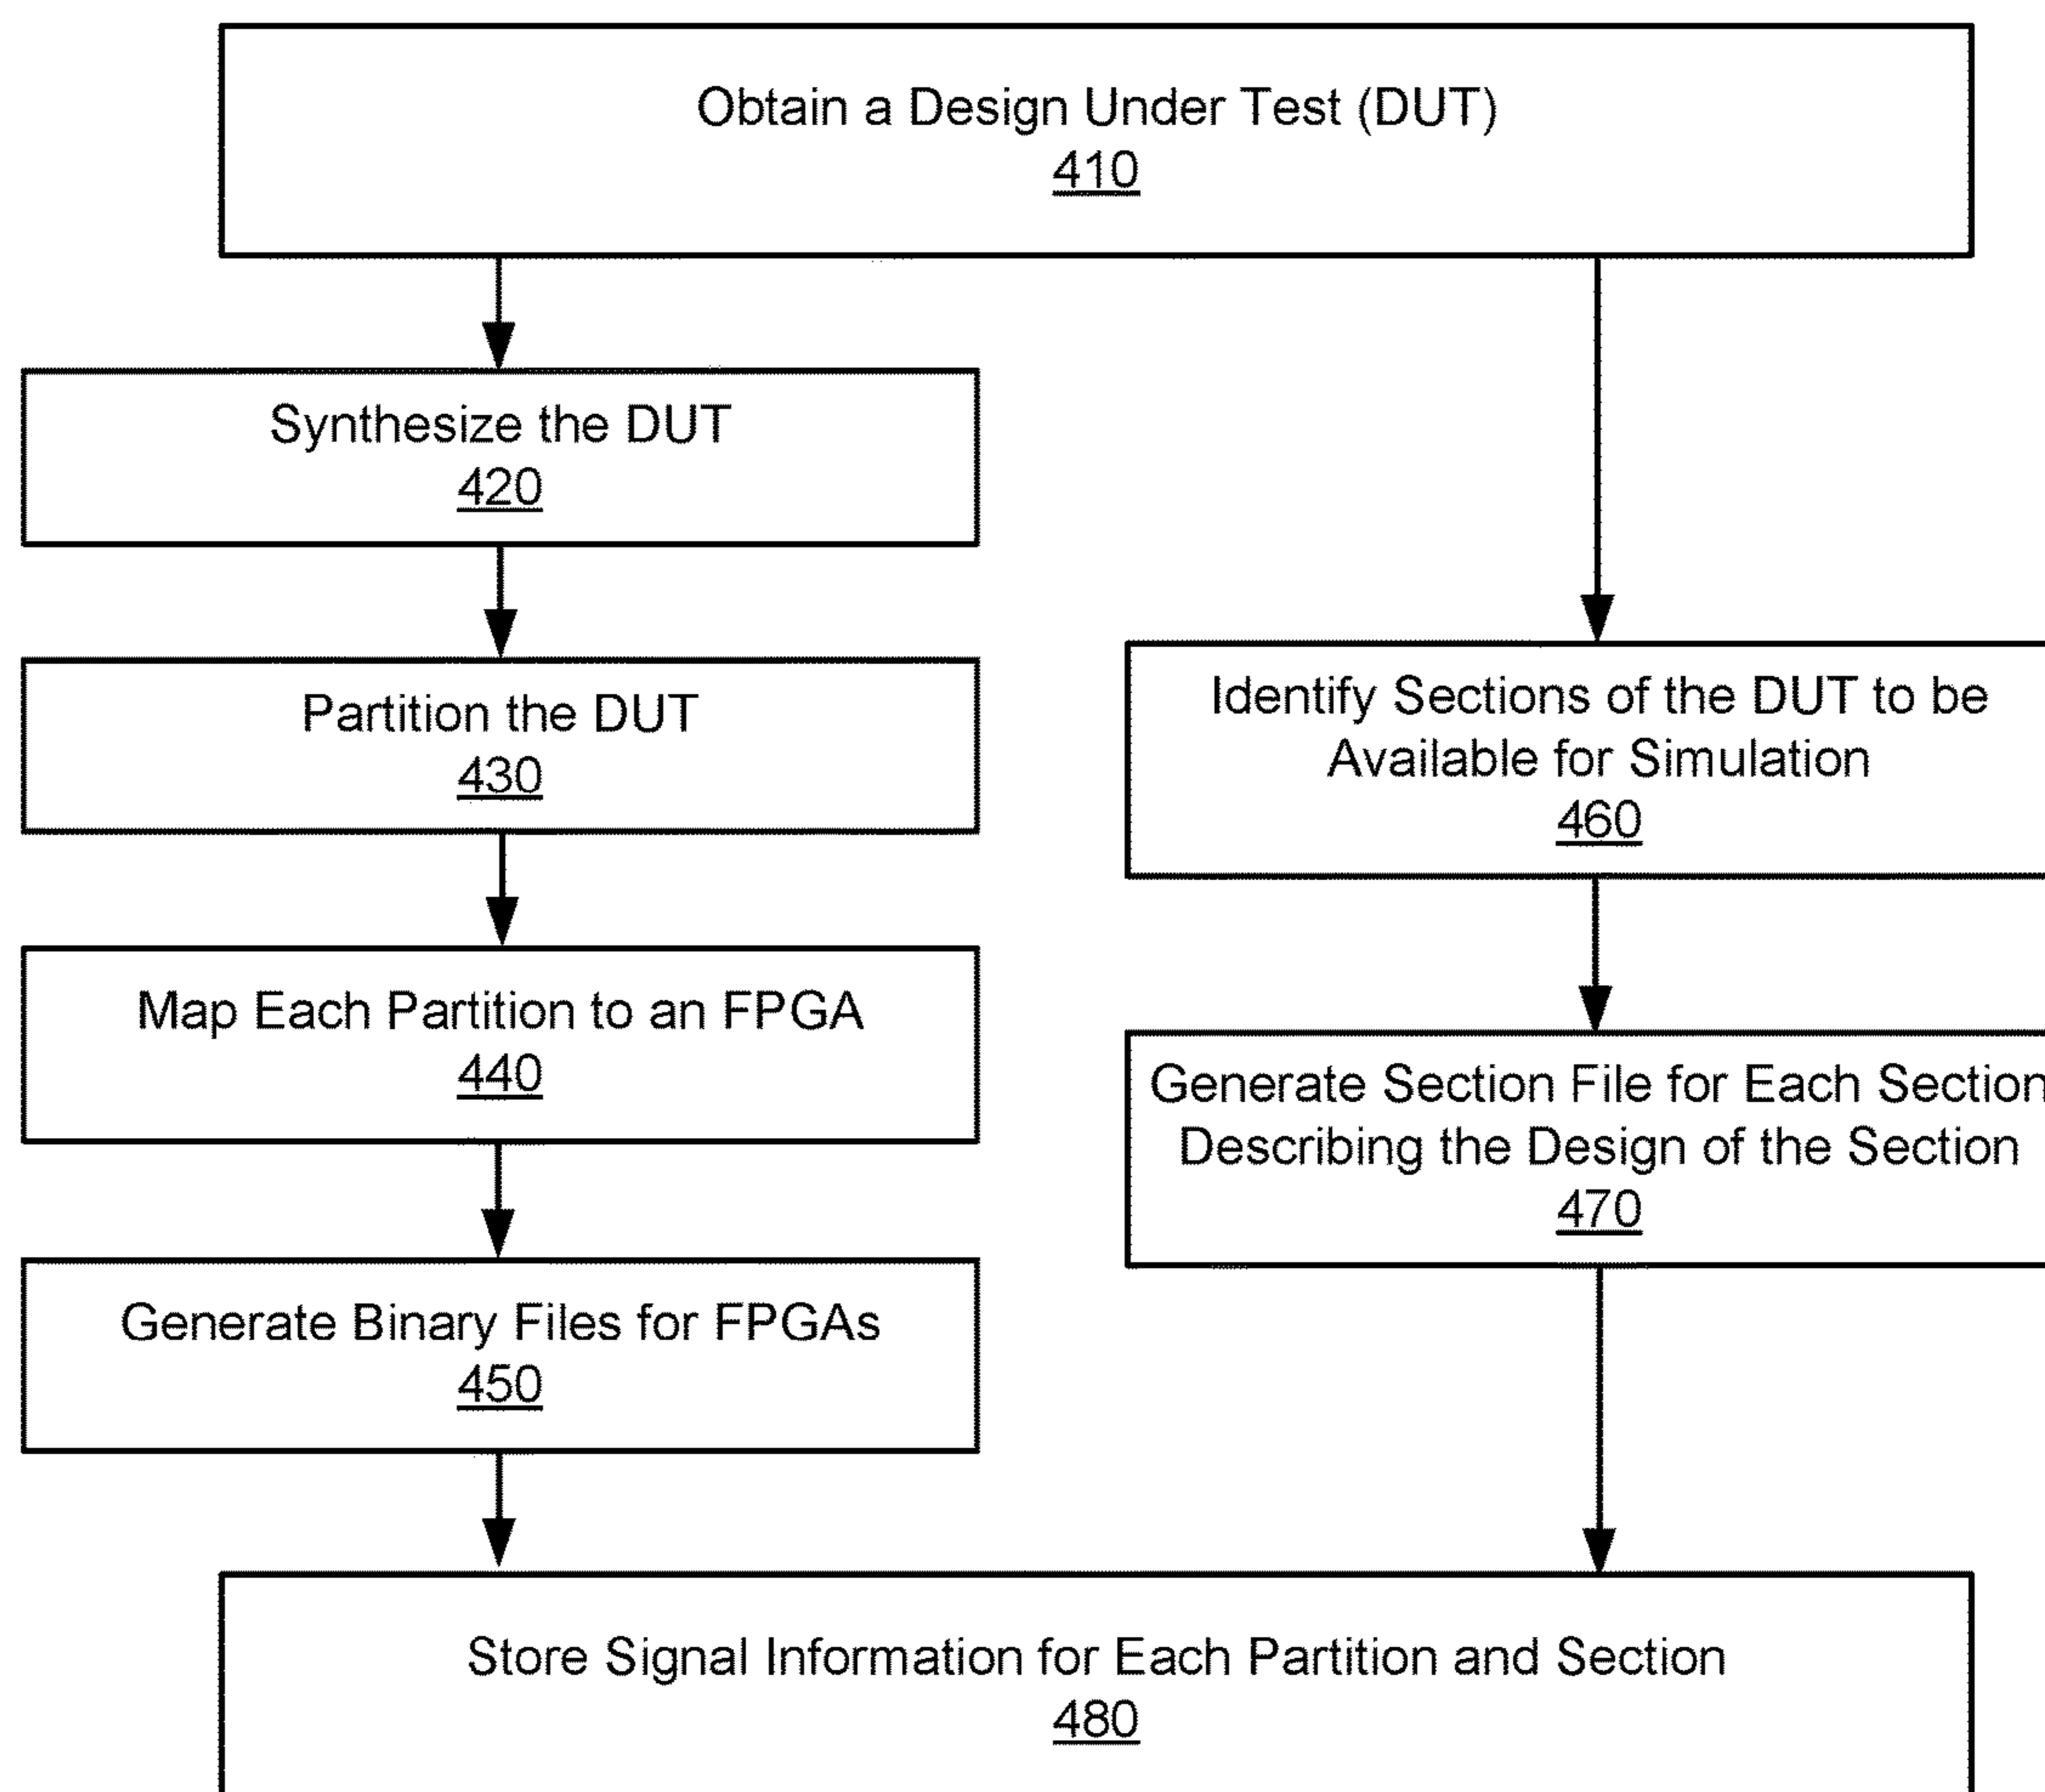 Obtain a Design Under Test (DUT)
410
Synthesize the DUT
420
Partition the DUT
430
Map Each Partition to an FPGA
440
Generate Binary Files for FPGAs
450
Identify Sections of the DUT to be
Available for Simulation
460
Generate Section File for Each Section
Describing the Design of the Section
470
Store Signal Information for Each Partition and Section
480